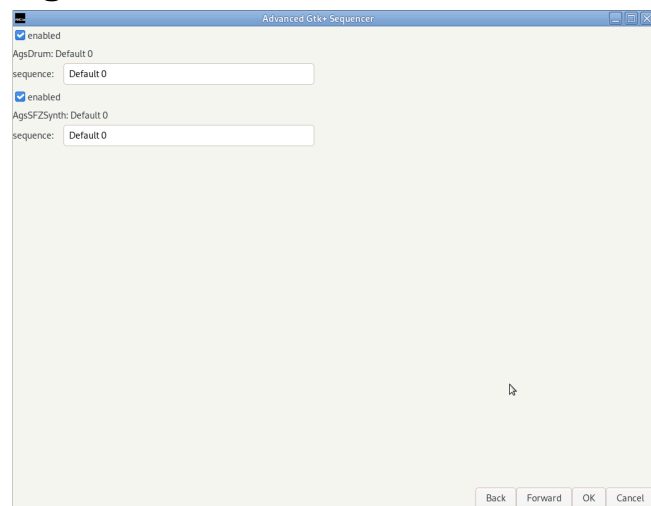 Advanced Gtk+ Sequencer
enabled
AgsDrum: Default 0
sequence: Default 0
enabled
AgsSFZSynth: Default 0
sequence: Default 0
Back Forward OK Cancel